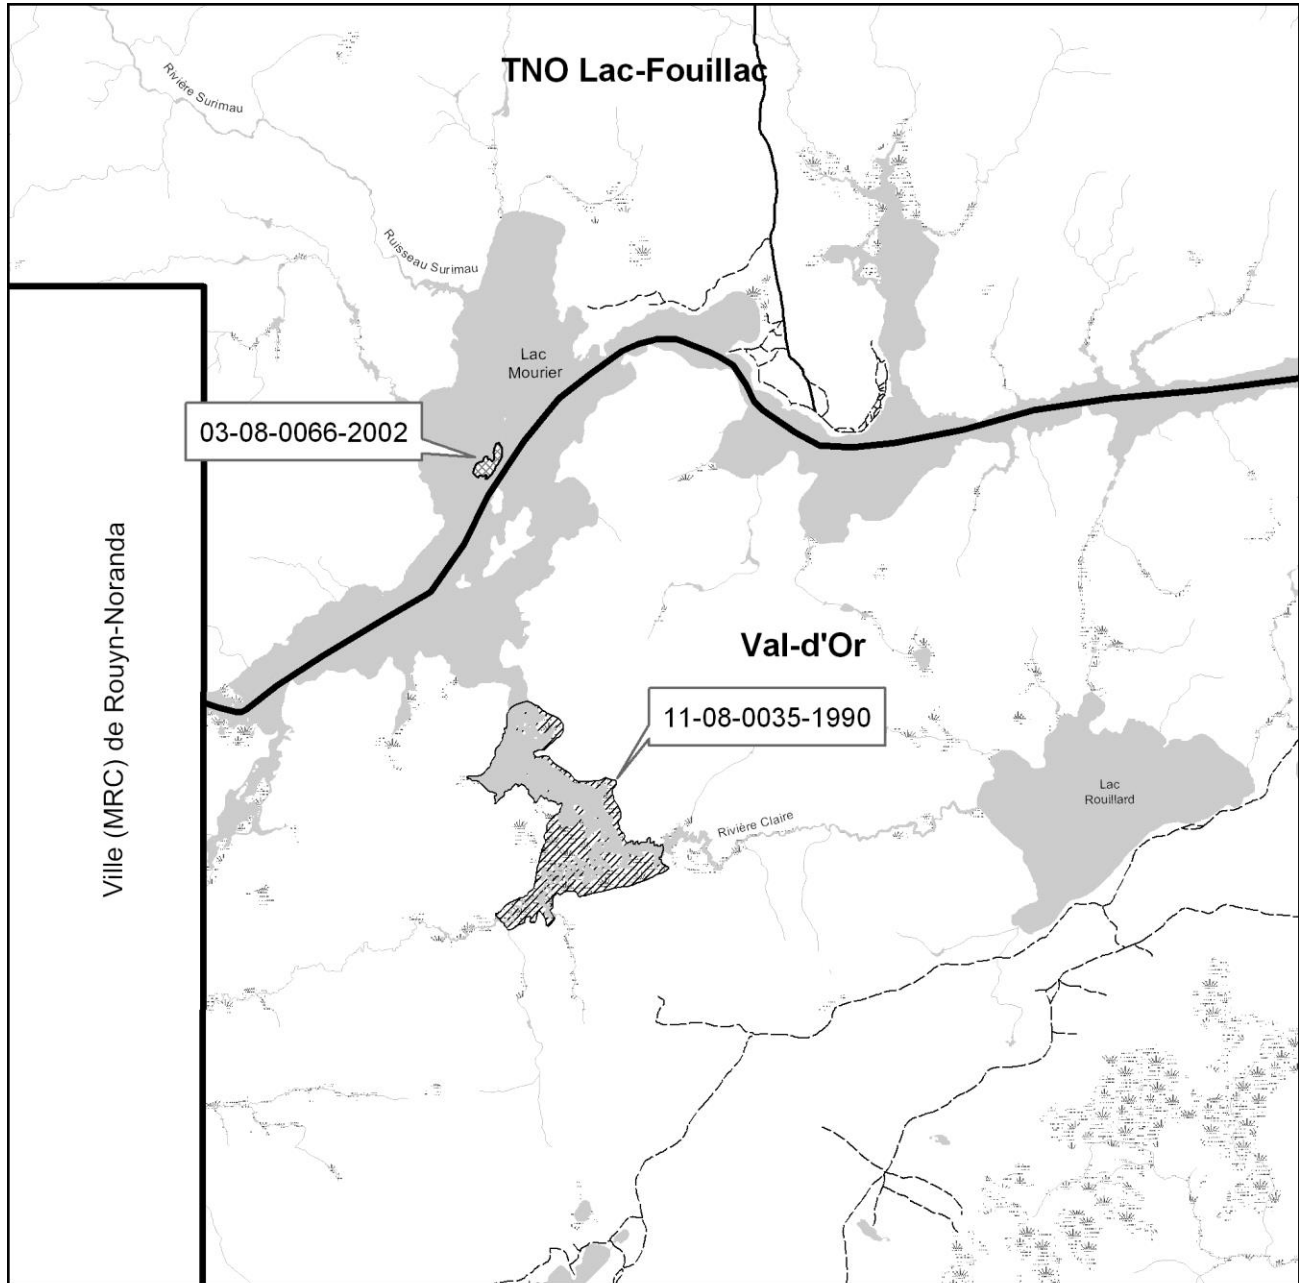 TNO Lac-Fouillac
Rivière Surimau
Ruisseau Surimau
Lac
Mourier
03-08-0066-2002
Ville (MRC) de Rouyn-Noranda
Val-d'Or
11-08-0035-1990
Lac
Rouillard
Rivière Claire